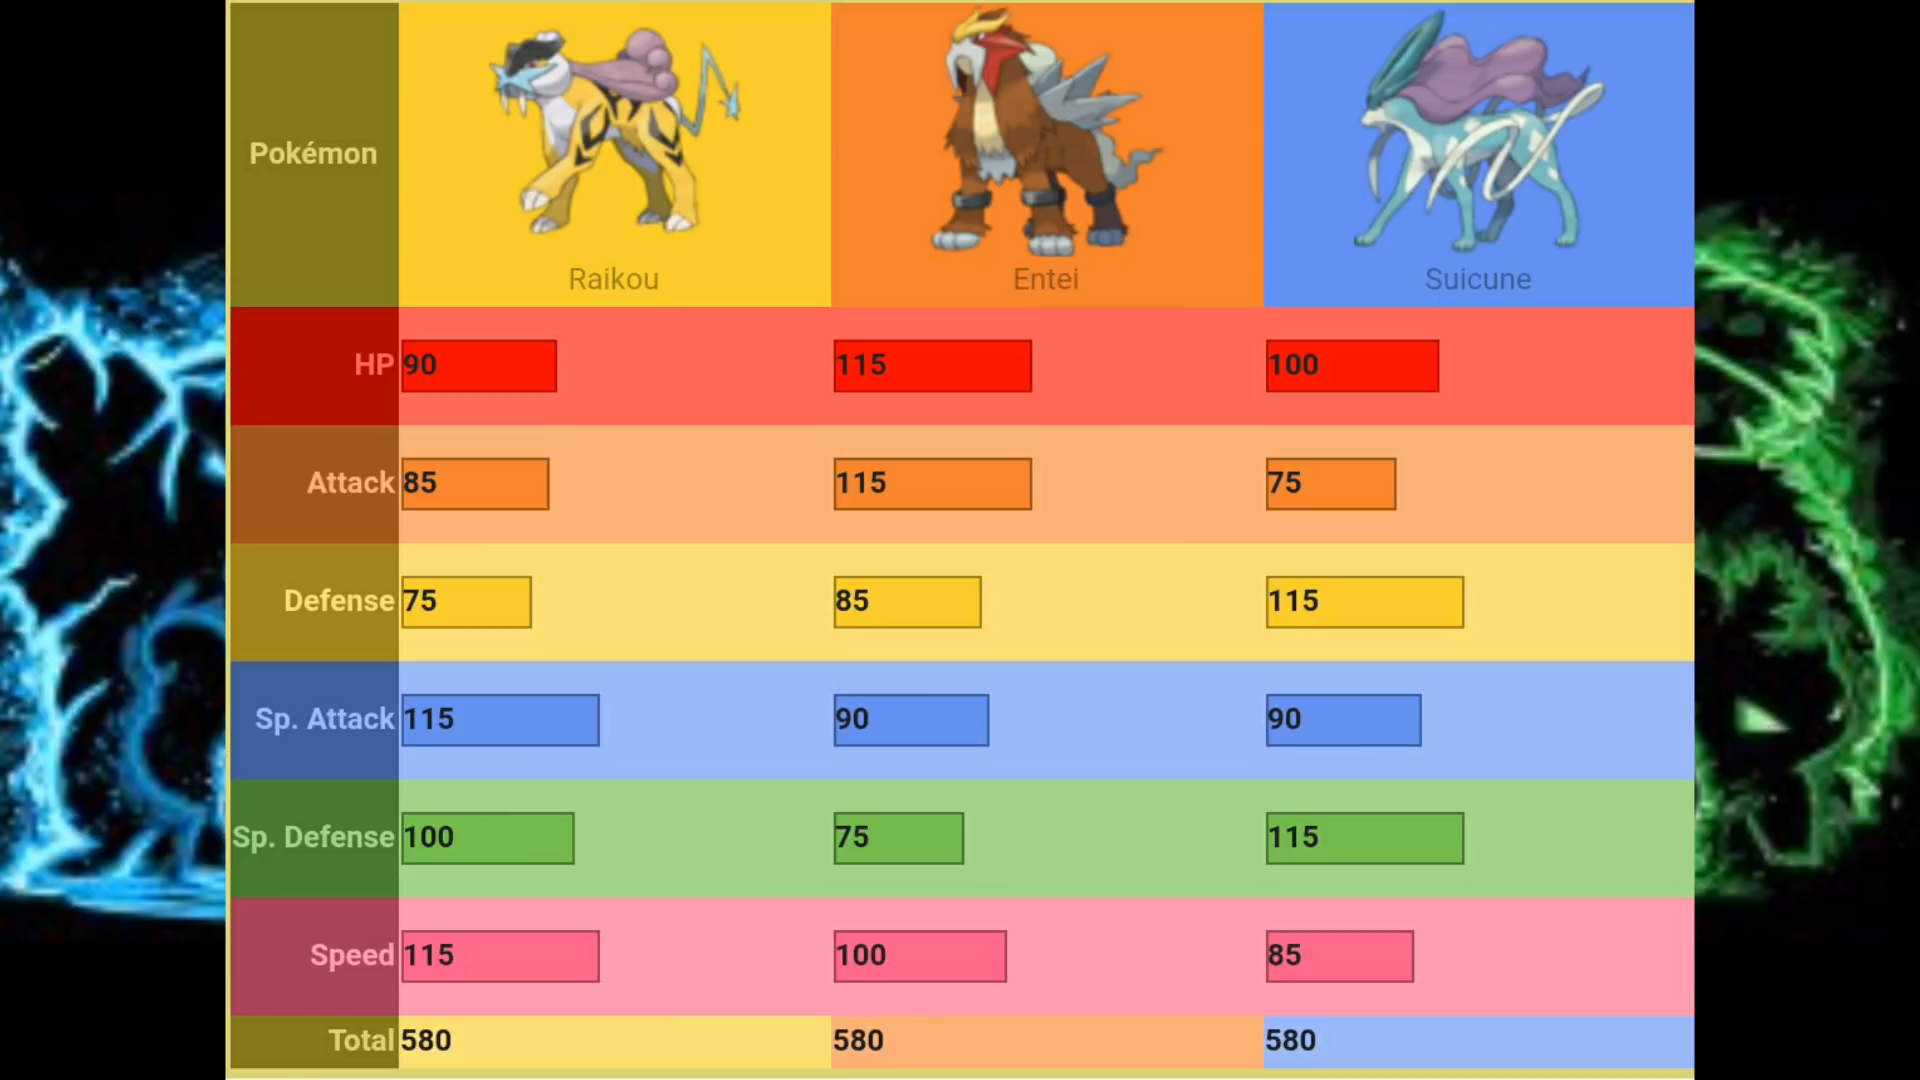 Pokémon
Raikou Entei Suicune
HP 90 115 100
Attack 85 115 75
Defense 75 85 115
Sp. Attack 115 90 90
Sp. Defense 100 75 115
Speed 115 100 85
Total 580 580 580